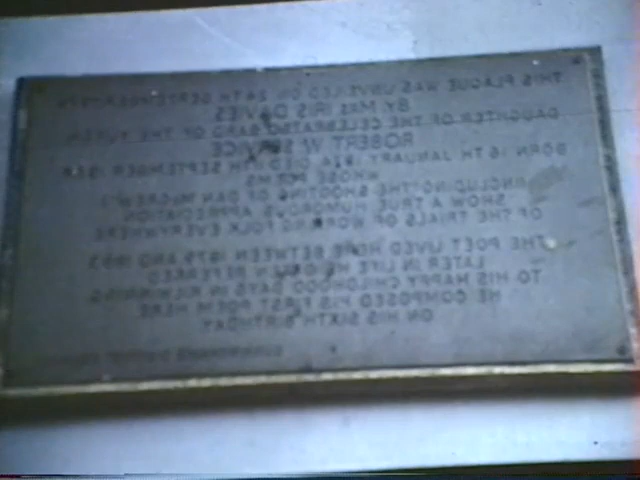 THIS PLAQUE WAS UNVEILED ON SEPTEMBER 1976
BY MRS IRIS DAVIES
DAUGHTER OF THE CELEBRATED BARD OF THE YUKON
ROBERT W. SERVICE
BORN 16TH JANUARY 1874 DIED SEPTEMBER 1958
WHOSE POEMS
INCLUDING "THE SHOOTING OF DAN McGREW"
SHOW A TRUE HUMOROUS APPRECIATION
OF THE TRIALS OF WORKING FOLK EVERYWHERE
THE POET LIVED HERE BETWEEN 1879 AND 1883
LATER IN LIFE HE OFTEN REFERRED
TO HIS HAPPY CHILDHOOD DAYS IN KILWINNING
HE COMPOSED HIS FIRST POEM HERE
ON HIS SIXTH BIRTHDAY
CUNNINGHAME DISTRICT COUNCIL